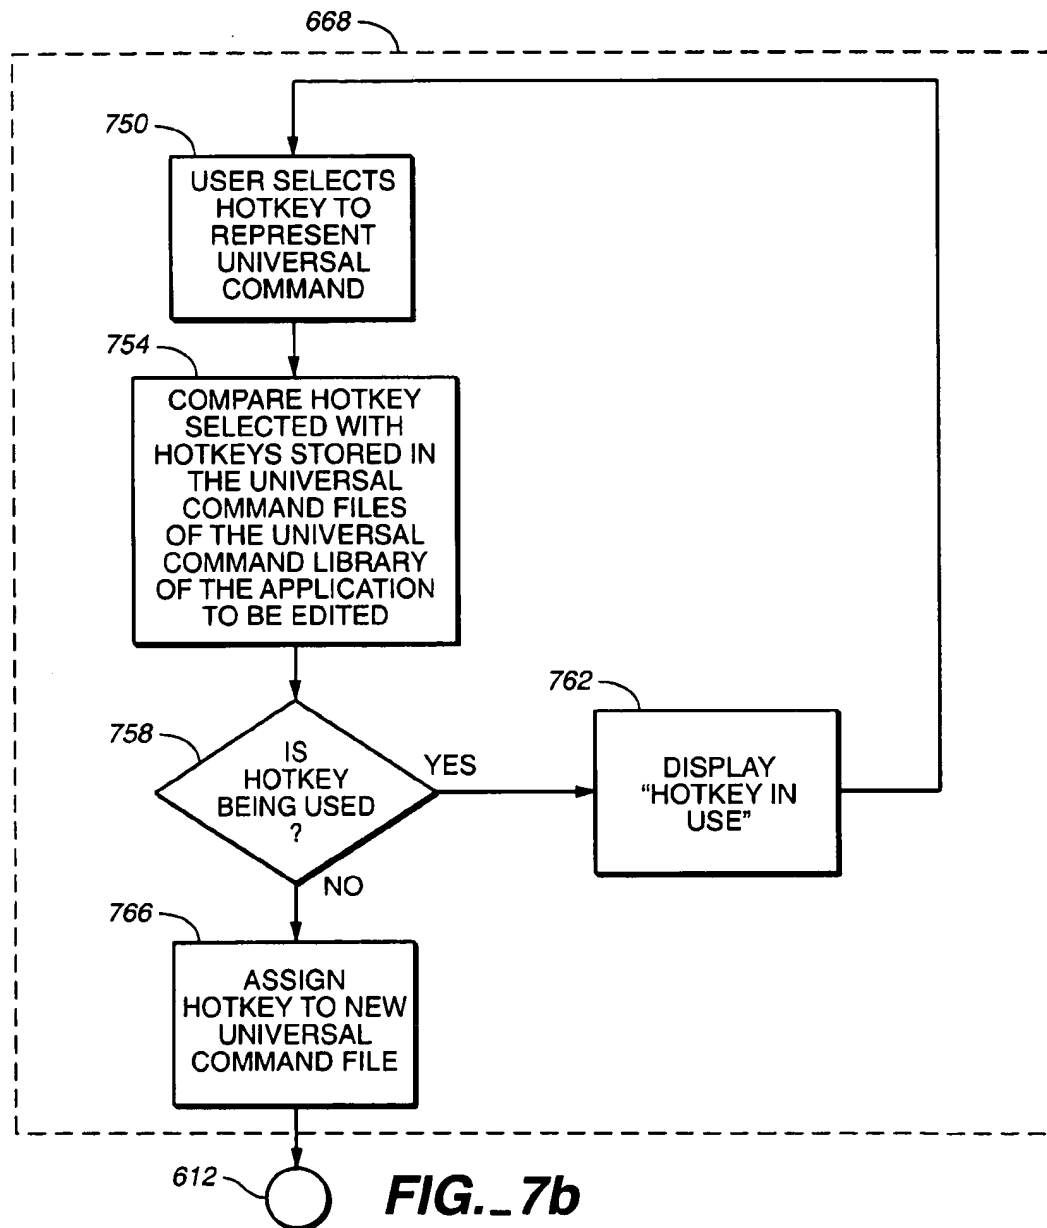 668
750
USER SELECTS
HOTKEY TO
REPRESENT
UNIVERSAL
COMMAND
754
COMPARE HOTKEY
SELECTED WITH
HOTKEYS STORED IN
THE UNIVERSAL
COMMAND FILES
OF THE UNIVERSAL
COMMAND LIBRARY
OF THE APPLICATION
TO BE EDITED
758
IS
HOTKEY
BEING USED
?
YES
762
DISPLAY
“HOTKEY IN
USE”
NO
766
ASSIGN
HOTKEY TO NEW
UNIVERSAL
COMMAND FILE
612
FIG._7b